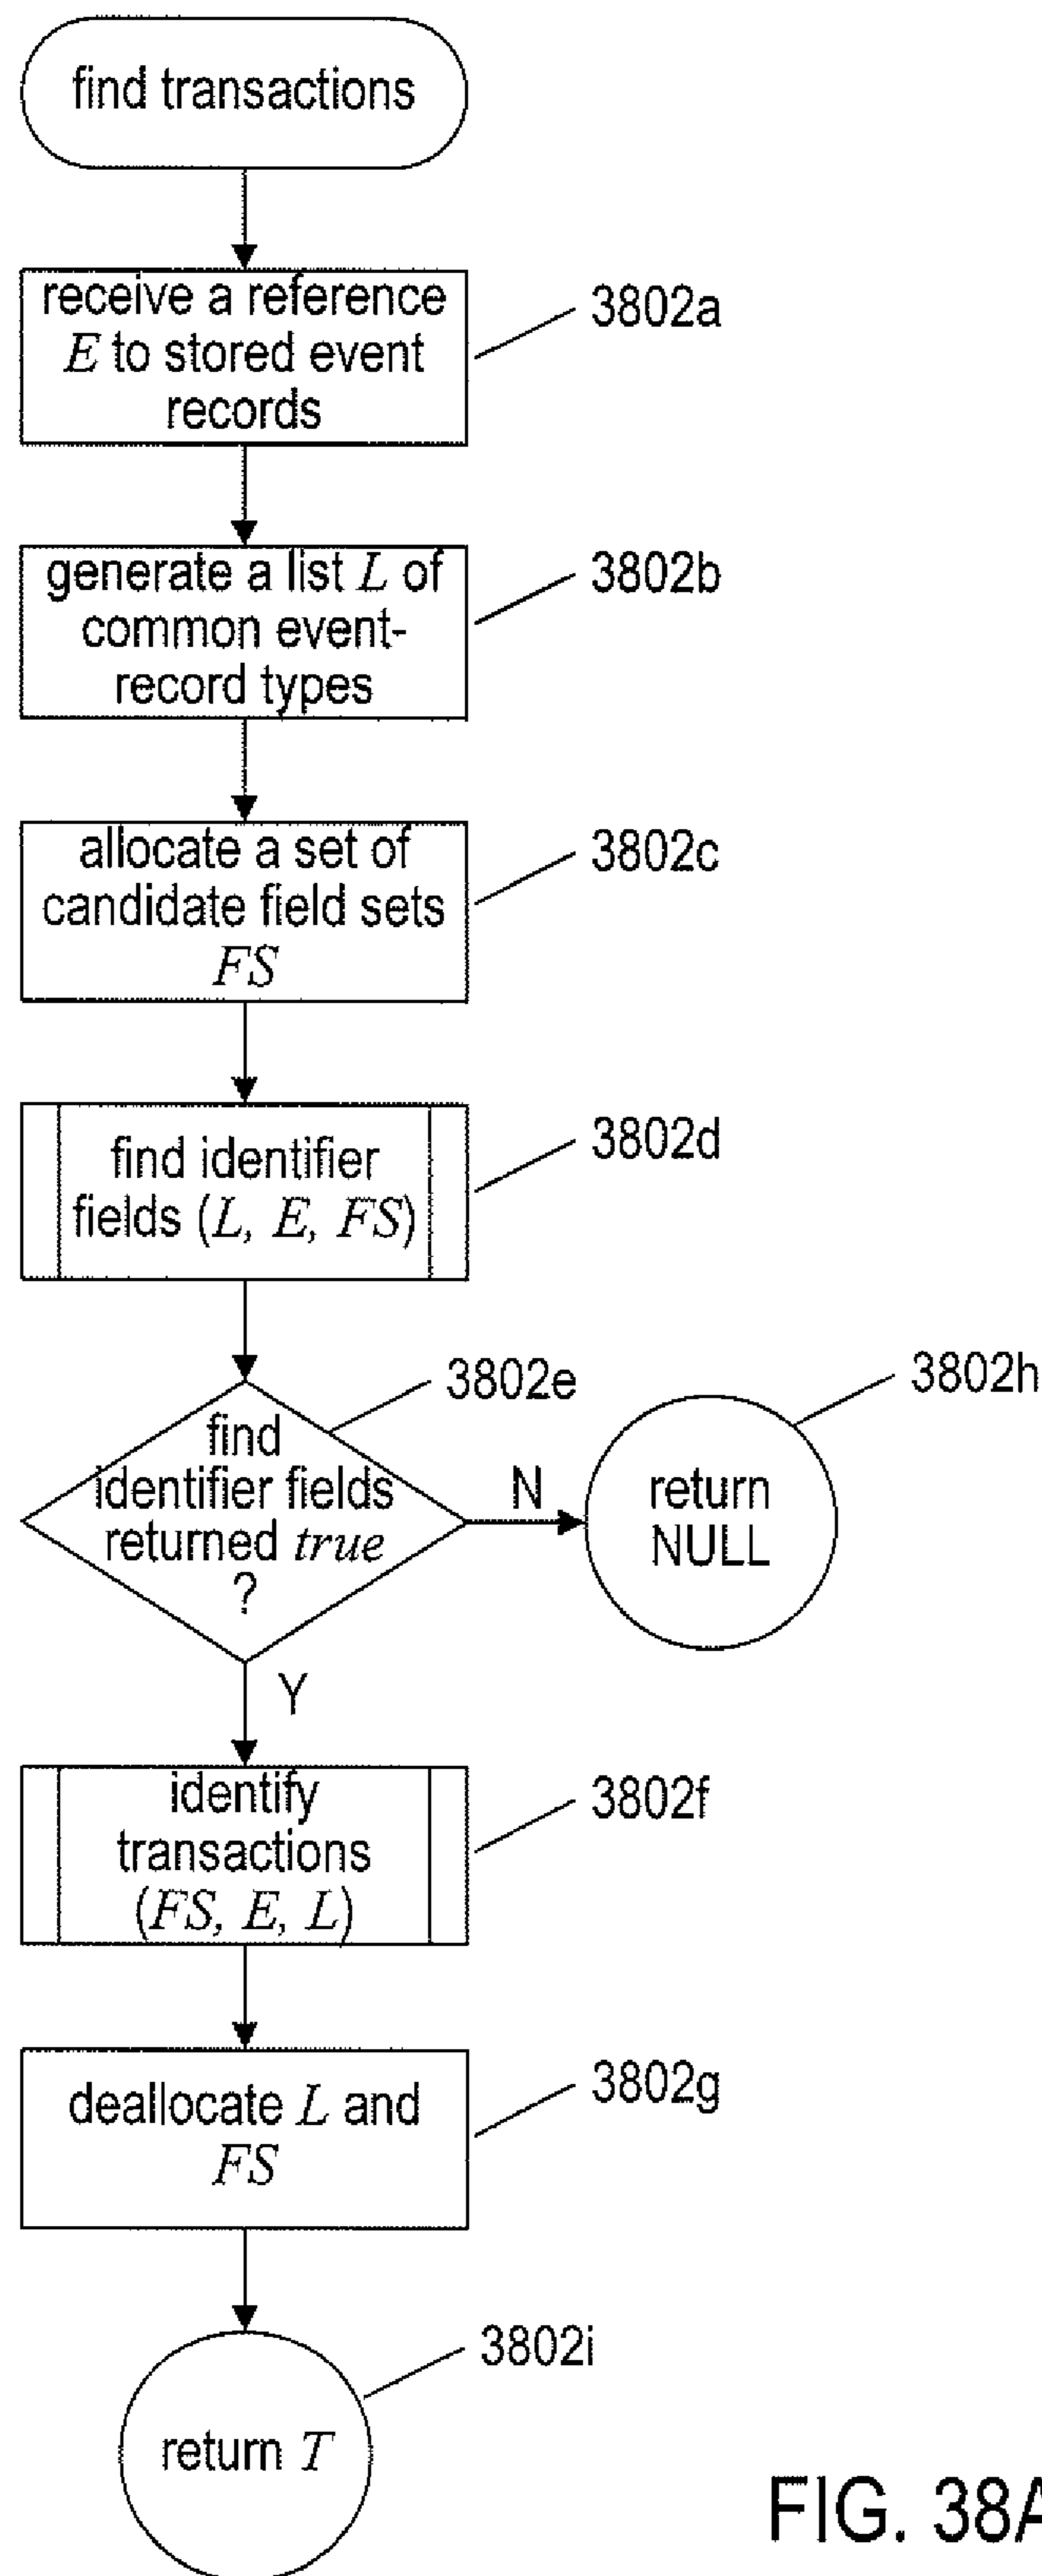 find transactions
receive a reference
E to stored event
records
3802a
generate a list L of
common event-
record types
3802b
allocate a set of
candidate field sets
FS
3802c
find identifier
fields (L, E, FS)
3802d
find
identifier fields
returned true
?
3802e
N
return
NULL
3802h
Y
identify
transactions
(FS, E, L)
3802f
deallocate L and
FS
3802g
return T
3802i
FIG. 38A